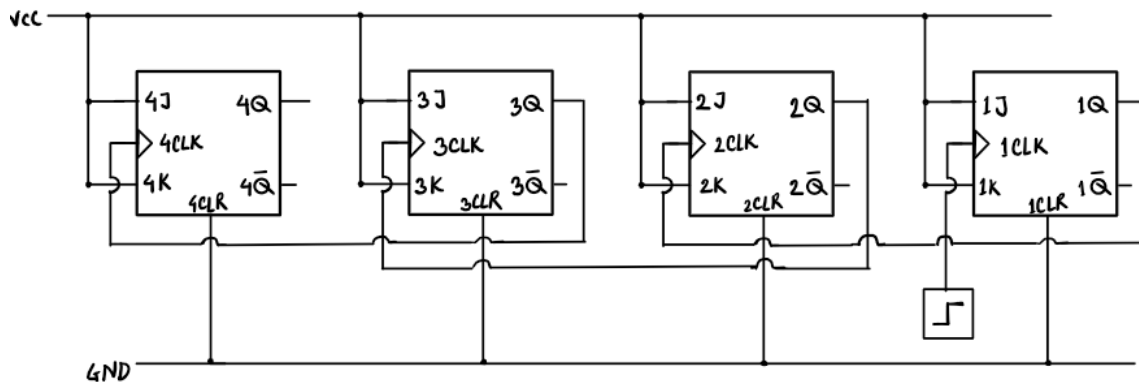 VCC
4J 4Q 3J 3Q 2J 2Q 1J 1Q
4CLK 3CLK 2CLK 1CLK
4K 4Q̅ 3K 3Q̅ 2K 2Q̅ 1K 1Q̅
4CLR 3CLR 2CLR 1CLR
GND